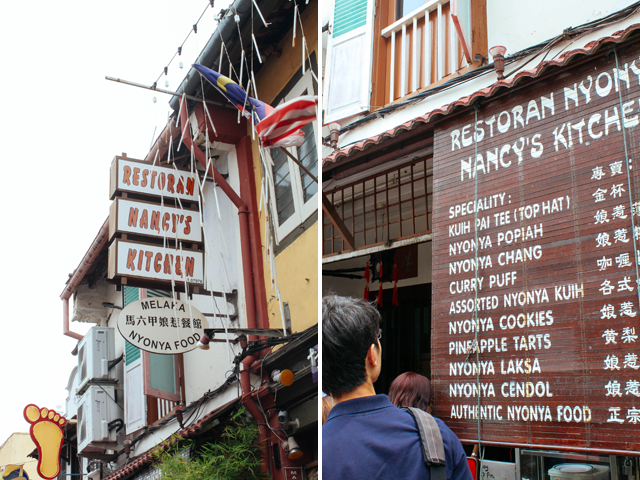 RESTORAN
NANCY'S
KITCHEN
MELAKA
馬六甲娘惹餐館
NYONYA FOOD
RESTORAN NYONY
NANCY'S KITCHE
SPECIALITY :
KUIH PAI TEE (TOP HAT)
NYONYA POPIAH
NYONYA CHANG
CURRY PUFF
ASSORTED NYONYA KUIH
NYONYA COOKIES
PINEAPPLE TARTS
NYONYA LAKSA
NYONYA CENDOL
AUTHENTIC NYONYA FOOD
專賣:
金杯
娘惹
娘惹
咖喱
各式
娘惹
黄梨
娘惹
娘惹
正宗